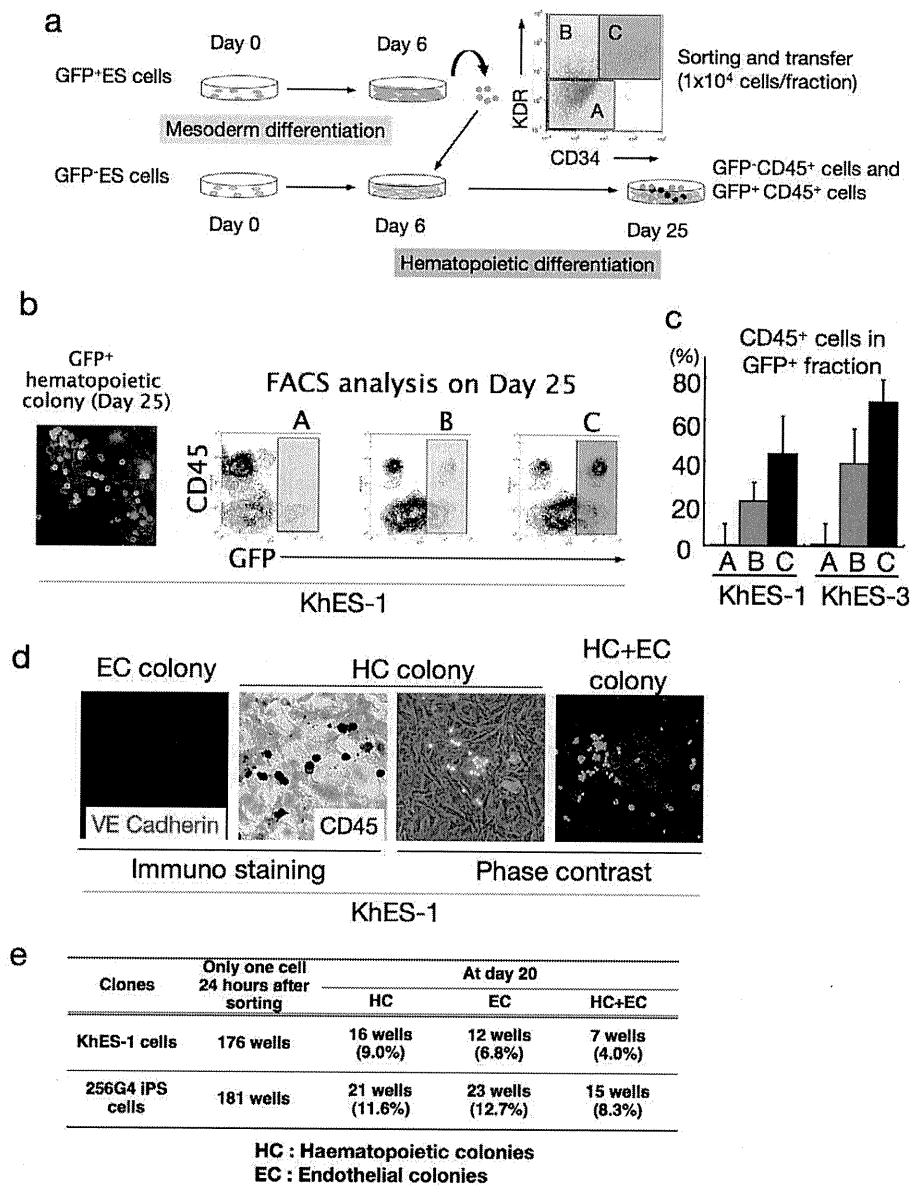 a
Day 0
Day 6
GFP⁺ES cells
Mesoderm differentiation
GFP⁻ES cells
Day 0
Day 6
B
C
A
KDR
CD34
Sorting and transfer
(1x10⁴ cells/fraction)
GFP⁻CD45⁺ cells and
GFP⁺ CD45⁺ cells
Day 25
Hematopoietic differentiation
b
GFP⁺
hematopoietic
colony (Day 25)
FACS analysis on Day 25
A
B
C
CD45
GFP
KhES-1
c
CD45⁺ cells in
GFP⁺ fraction
(%)
80
60
40
20
0
A B C
A B C
KhES-1
KhES-3
d
EC colony
HC colony
HC+EC
colony
VE Cadherin
CD45
Immuno staining
Phase contrast
KhES-1
e
Clones
Only one cell
24 hours after
sorting
At day 20
HC
EC
HC+EC
KhES-1 cells
176 wells
16 wells
(9.0%)
12 wells
(6.8%)
7 wells
(4.0%)
256G4 iPS
cells
181 wells
21 wells
(11.6%)
23 wells
(12.7%)
15 wells
(8.3%)
HC : Haematopoietic colonies
EC : Endothelial colonies